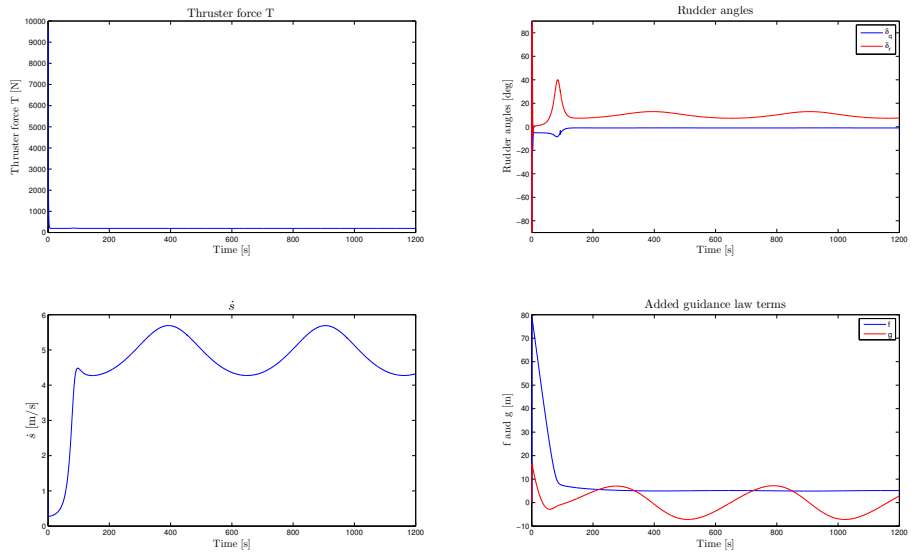 Thruster force T
Thruster force T [N]
10000
9000
8000
7000
6000
5000
4000
3000
2000
1000
0
0 200 400 600 800 1000 1200
Time [s]
Rudder angles
Rudder angles [deg]
80
60
40
20
0
-20
-40
-60
-80
0 200 400 600 800 1000 1200
Time [s]
δ_q
δ_r
ṡ
ṡ [m/s]
6
5
4
3
2
1
0
0 200 400 600 800 1000 1200
Time [s]
Added guidance law terms
f and g [m]
80
70
60
50
40
30
20
10
0
-10
0 200 400 600 800 1000 1200
Time [s]
f
g